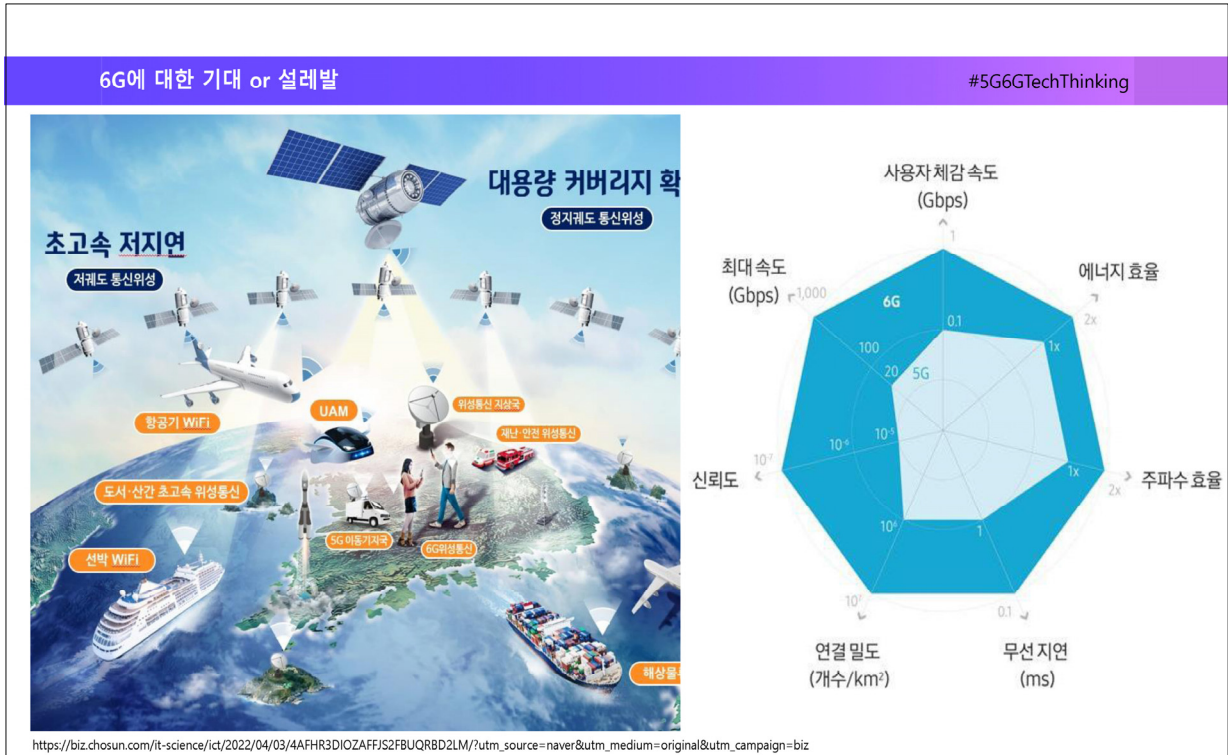 6G에 대한 기대 or 설레발
#5G6GTechThinking
대용량 커버리지 확
정지궤도 통신위성
초고속 저지연
저궤도 통신위성
항공기 WiFi
UAM
위성통신 지상국
재난·안전 위성통신
도서·산간 초고속 위성통신
5G 이동기지국
6G위성통신
선박 WiFi
해상물
사용자 체감 속도
(Gbps)
1
최대 속도
(Gbps)
1,000
에너지 효율
2x
6G
0.1
100
1x
20
5G
10⁻⁶
10⁻⁵
10⁻⁷
신뢰도
1x
2x
주파수 효율
10⁶
1
10⁷
0.1
연결 밀도
(개수/km²)
무선 지연
(ms)
https://biz.chosun.com/it-science/ict/2022/04/03/4AFHR3DIOZAFFJS2FBUQRBD2LM/?utm_source=naver&utm_medium=original&utm_campaign=biz